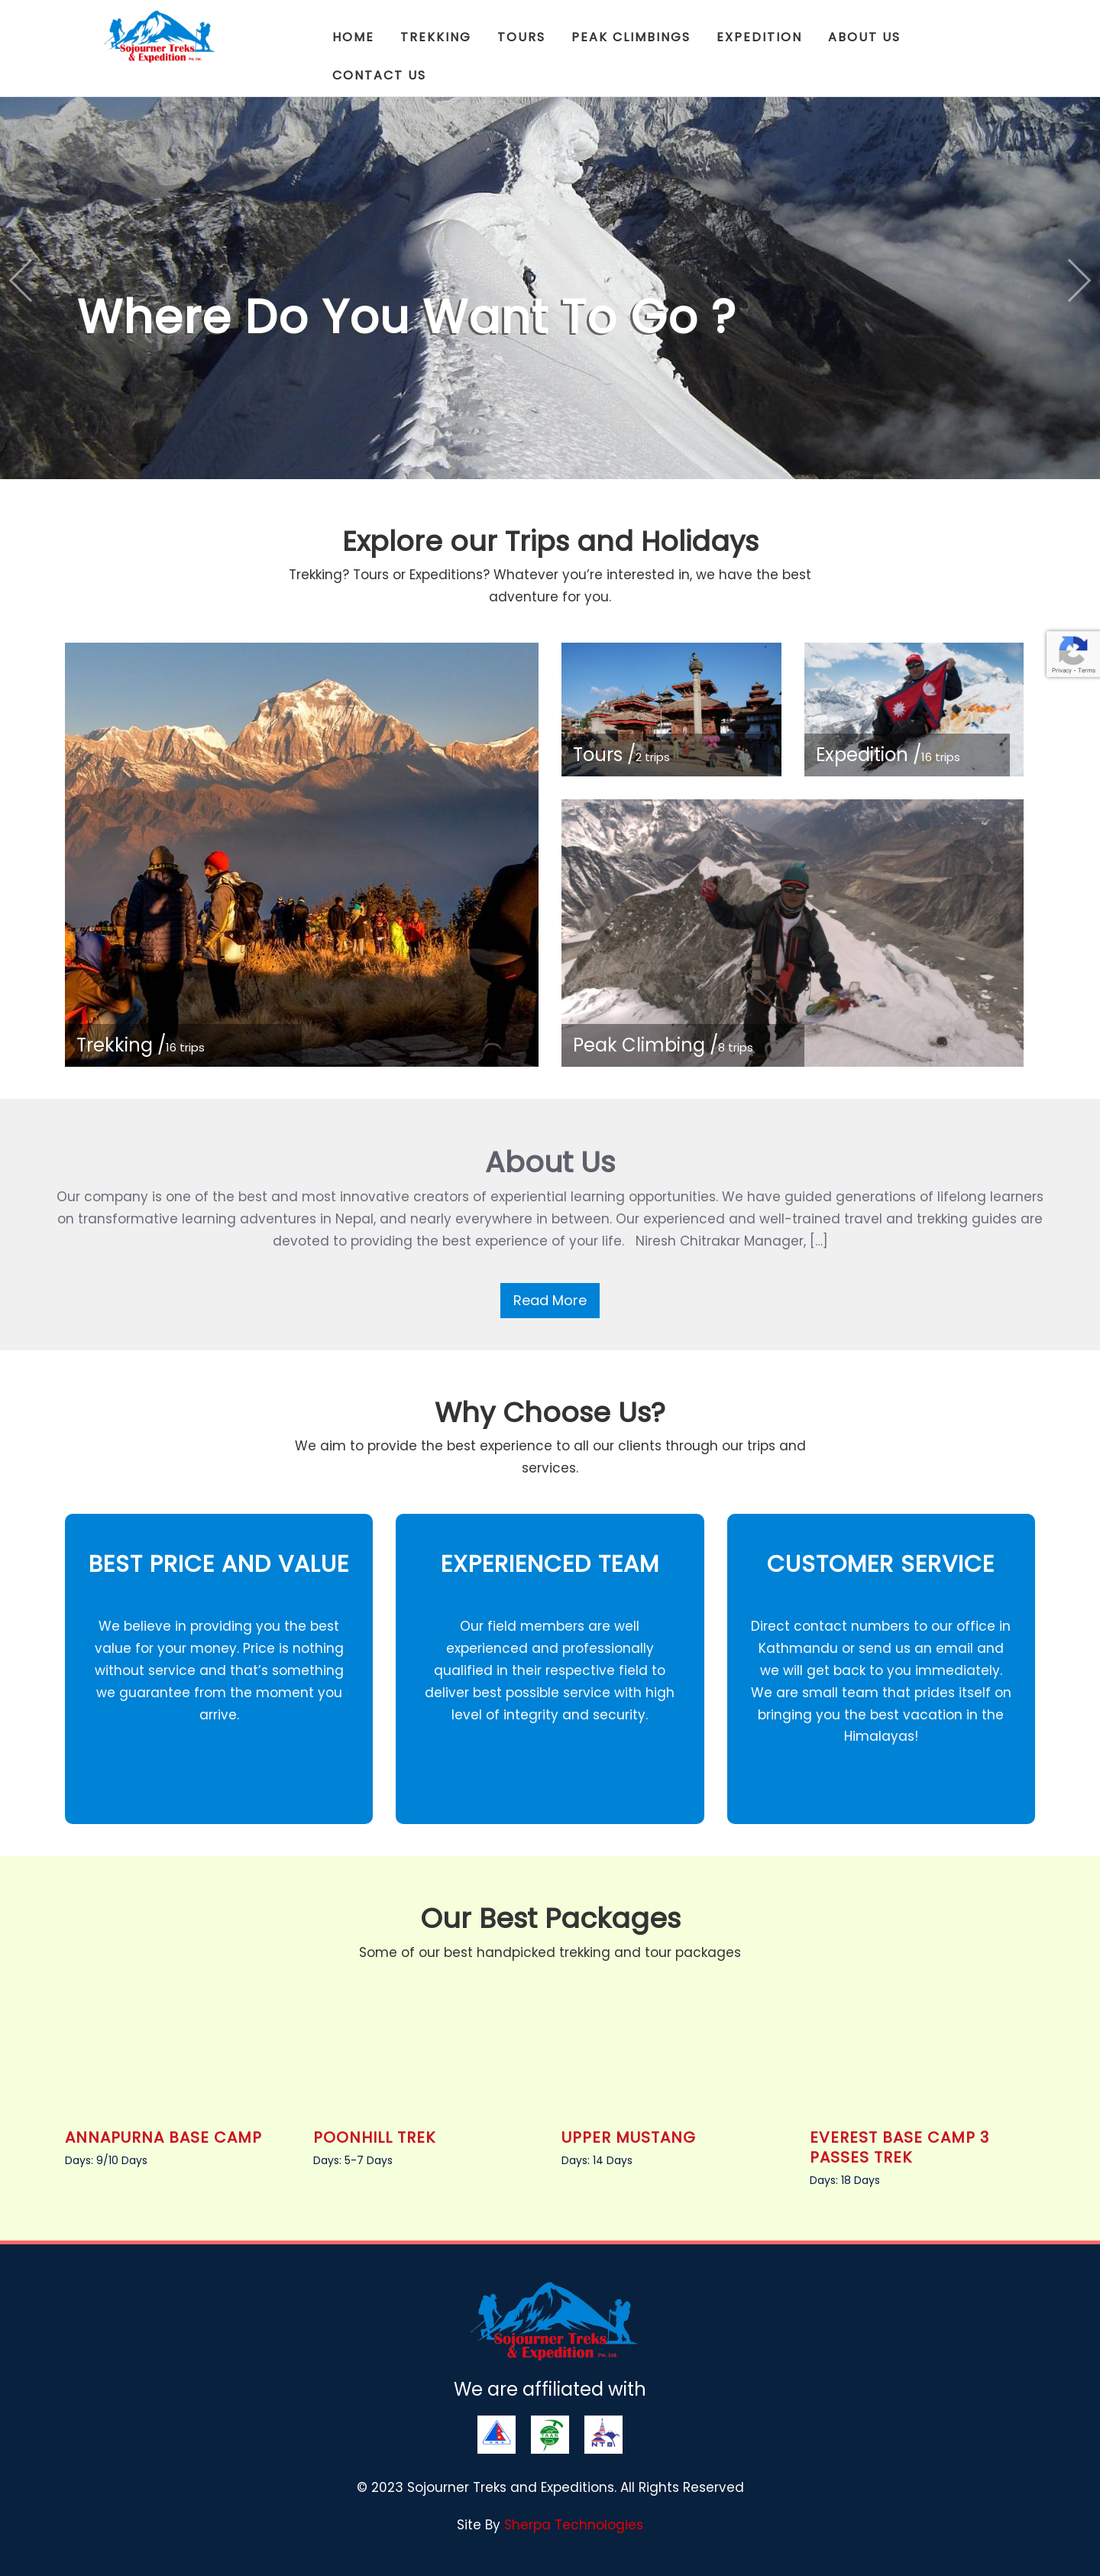 Sojourner Treks
& Expedition Pvt. Ltd.
HOME TREKKING TOURS PEAK CLIMBINGS EXPEDITION ABOUT US
CONTACT US
Where Do You Want To Go ?
Explore our Trips and Holidays
Trekking? Tours or Expeditions? Whatever you’re interested in, we have the best
adventure for you.
Privacy - Terms
Tours /2 trips
Expedition /16 trips
Trekking /16 trips
Peak Climbing /8 trips
About Us
Our company is one of the best and most innovative creators of experiential learning opportunities. We have guided generations of lifelong learners
on transformative learning adventures in Nepal, and nearly everywhere in between. Our experienced and well-trained travel and trekking guides are
devoted to providing the best experience of your life.   Niresh Chitrakar Manager, [...]
Read More
Why Choose Us?
We aim to provide the best experience to all our clients through our trips and
services.
BEST PRICE AND VALUE
We believe in providing you the best
value for your money. Price is nothing
without service and that’s something
we guarantee from the moment you
arrive.
EXPERIENCED TEAM
Our field members are well
experienced and professionally
qualified in their respective field to
deliver best possible service with high
level of integrity and security.
CUSTOMER SERVICE
Direct contact numbers to our office in
Kathmandu or send us an email and
we will get back to you immediately.
We are small team that prides itself on
bringing you the best vacation in the
Himalayas!
Our Best Packages
Some of our best handpicked trekking and tour packages
ANNAPURNA BASE CAMP
Days: 9/10 Days
POONHILL TREK
Days: 5-7 Days
UPPER MUSTANG
Days: 14 Days
EVEREST BASE CAMP 3
PASSES TREK
Days: 18 Days
Sojourner Treks
& Expedition Pvt. Ltd.
We are affiliated with
NMA
TAAN
NTB
© 2023 Sojourner Treks and Expeditions. All Rights Reserved
Site By Sherpa Technologies